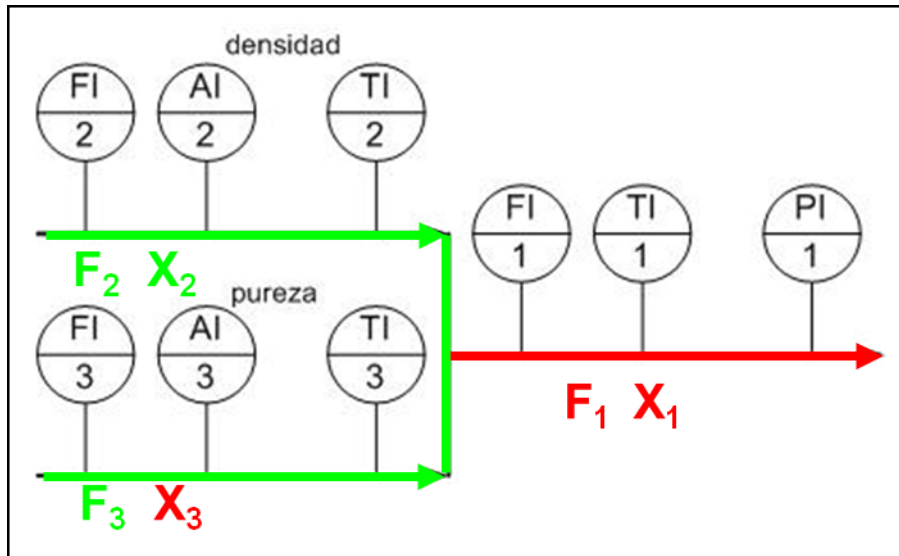 densidad
FI AI TI
2 2 2
FI TI PI
1 1 1
F₂ X₂
pureza
FI AI TI
3 3 3
F₁ X₁
F₃ X₃